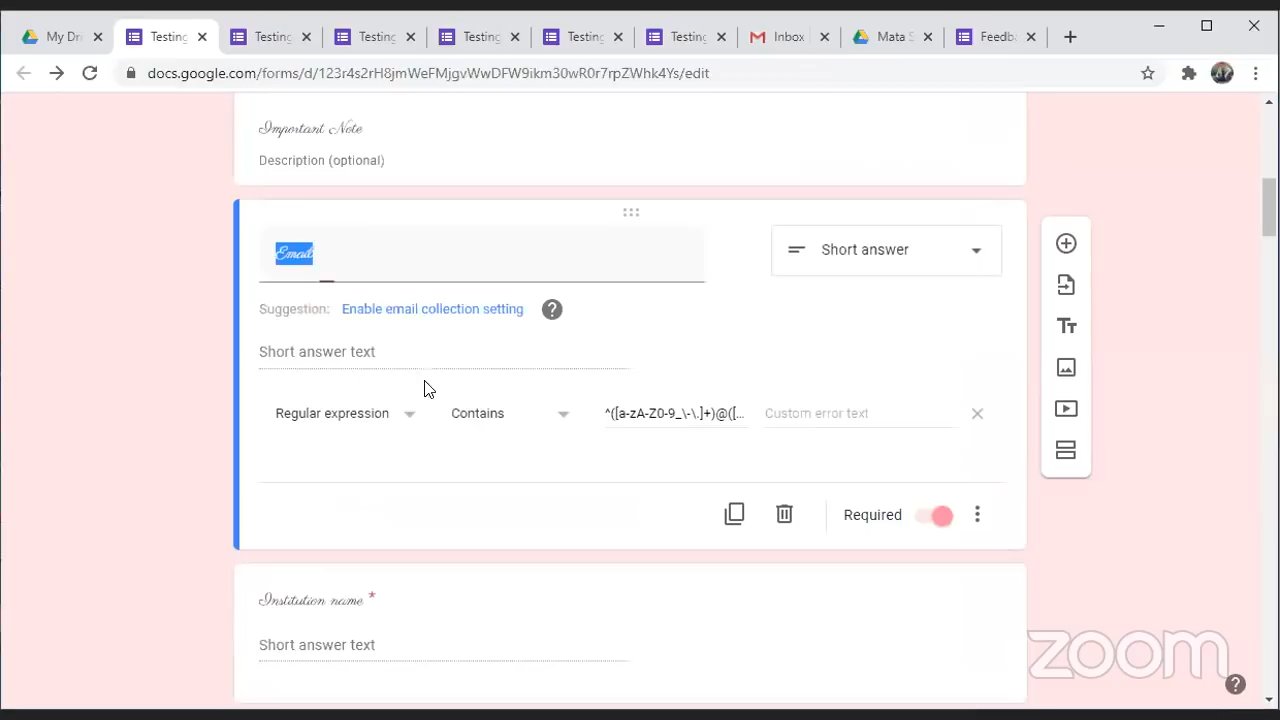 My Dr
Testing
Testing
Testing
Testing
Testing
Testing
Inbox
Mata S
Feedb
docs.google.com/forms/d/123r4s2rH8jmWeFMjgvWwDFW9ikm30wR0r7rpZWhk4Ys/edit
Important Note
Description (optional)
Email
Short answer
Suggestion: Enable email collection setting
Short answer text
Regular expression
Contains
^([a-zA-Z0-9_\-\.]+)@([...
Custom error text
Required
Institution name *
Short answer text
zoom